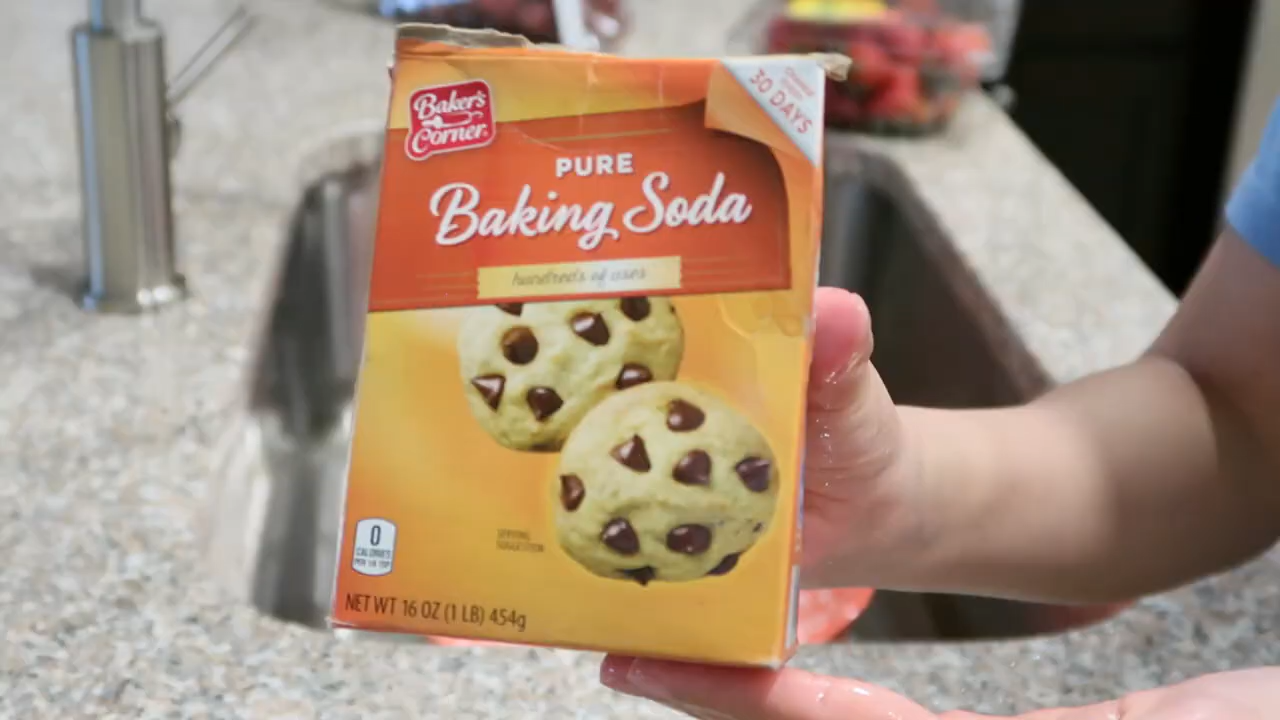 Baker's
Corner
30 DAYS
PURE
Baking Soda
hundreds of uses
SERVING
SUGGESTION
0
CALORIES
PER 1/8 TSP
NET WT 16 OZ (1 LB) 454g